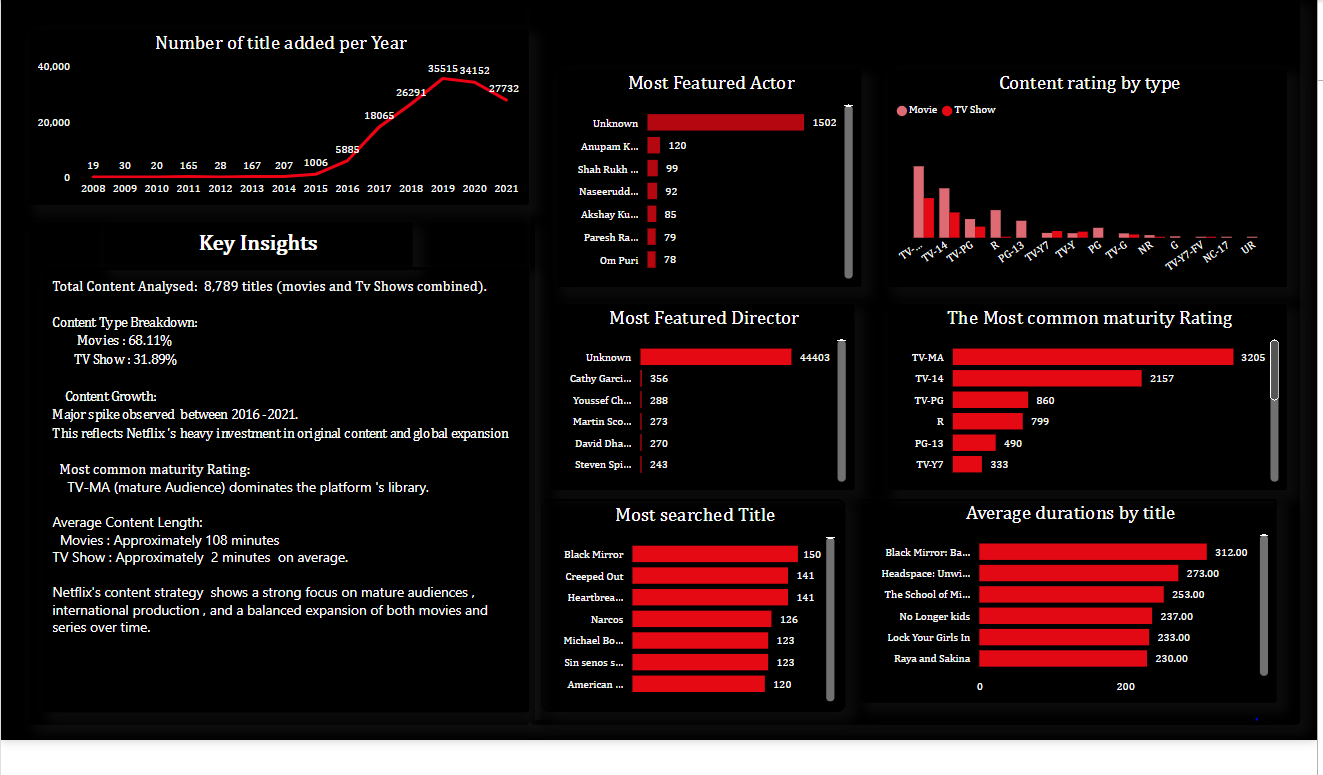 Number of title added per Year
40,000
20,000
0
19 30 20 165 28 167 207 1006 5885 18065 26291 35515 34152 27732
2008 2009 2010 2011 2012 2013 2014 2015 2016 2017 2018 2019 2020 2021
Key Insights
Total Content Analysed: 8,789 titles (movies and Tv Shows combined).
Content Type Breakdown:
Movies : 68.11%
TV Show : 31.89%
Content Growth:
Major spike observed between 2016 -2021.
This reflects Netflix 's heavy investment in original content and global expansion
Most common maturity Rating:
TV-MA (mature Audience) dominates the platform 's library.
Average Content Length:
Movies : Approximately 108 minutes
TV Show : Approximately 2 minutes on average.
Netflix's content strategy shows a strong focus on mature audiences ,
international production , and a balanced expansion of both movies and
series over time.
Most Featured Actor
Unknown 1502
Anupam K... 120
Shah Rukh ... 99
Naseerudd... 92
Akshay Ku... 85
Paresh Ra... 79
Om Puri 78
Content rating by type
Movie TV Show
TV-... TV-14 TV-PG R PG-13 TV-Y7 TV-Y PG TV-G NR G TV-Y7-FV NC-17 UR
Most Featured Director
Unknown 44403
Cathy Garci... 356
Youssef Ch... 288
Martin Sco... 273
David Dha... 270
Steven Spi... 243
The Most common maturity Rating
TV-MA 3205
TV-14 2157
TV-PG 860
R 799
PG-13 490
TV-Y7 333
Most searched Title
Black Mirror 150
Creeped Out 141
Heartbrea... 141
Narcos 126
Michael Bo... 123
Sin senos s... 123
American ... 120
Average durations by title
Black Mirror: Ba... 312.00
Headspace: Unwi... 273.00
The School of Mi... 253.00
No Longer kids 237.00
Lock Your Girls In 233.00
Raya and Sakina 230.00
0 200